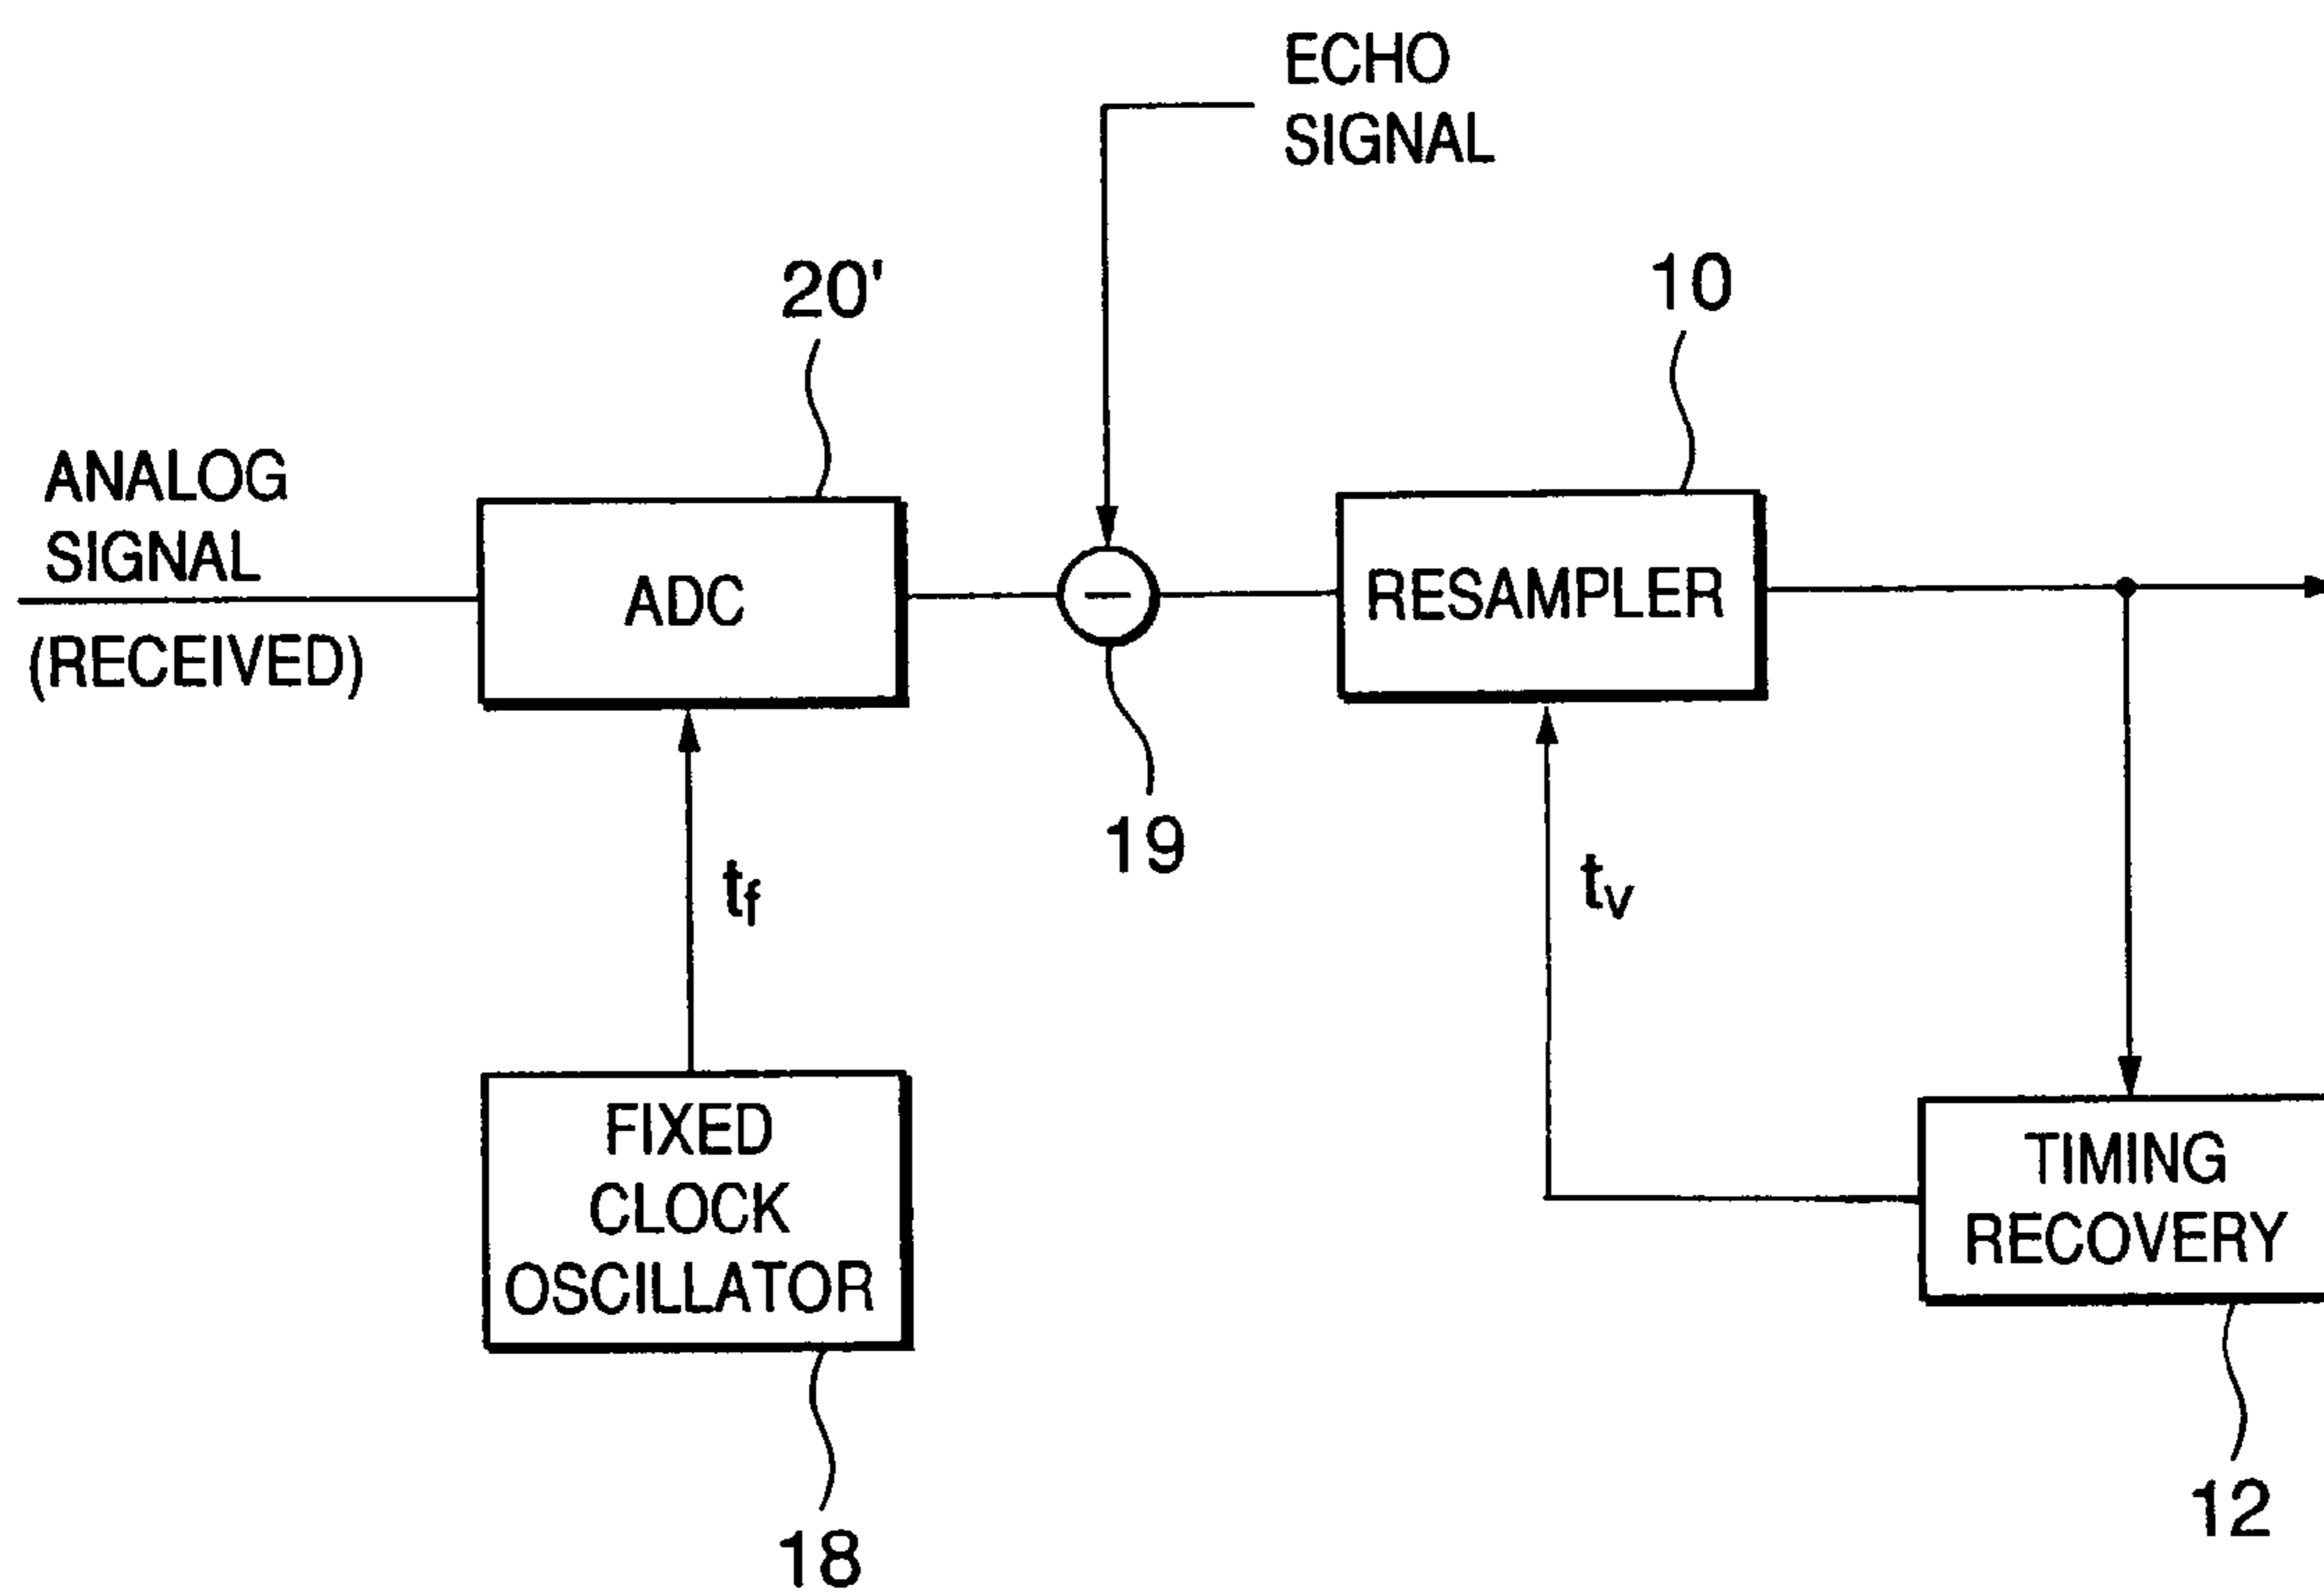 ECHO
SIGNAL
20'
10
ANALOG
SIGNAL
(RECEIVED)
ADC
−
RESAMPLER
19
tf
tv
FIXED
CLOCK
OSCILLATOR
TIMING
RECOVERY
18
12